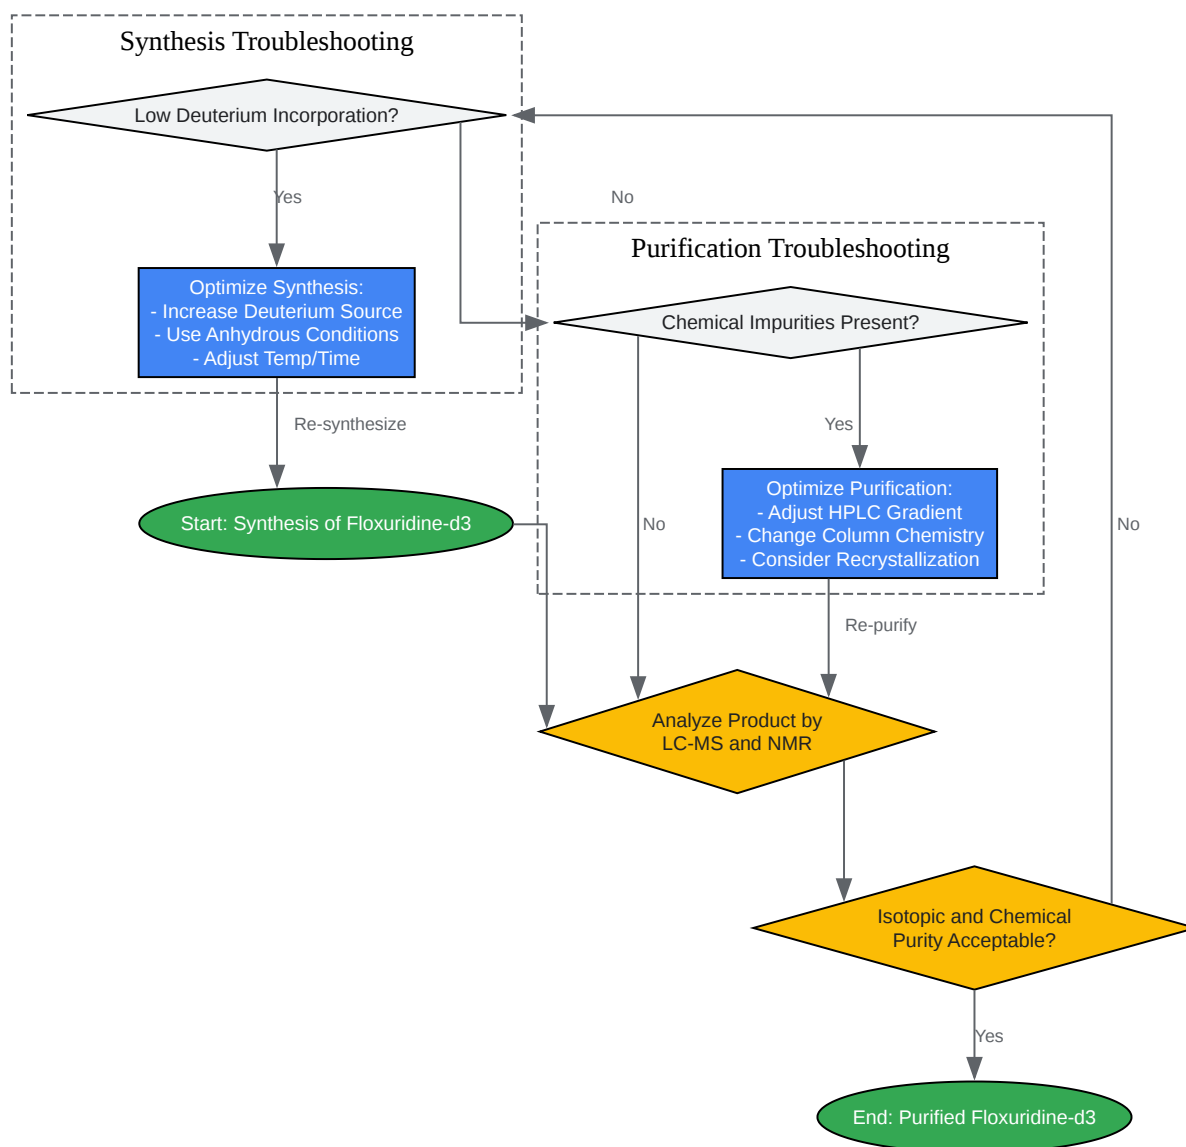 Synthesis Troubleshooting
Low Deuterium Incorporation?
Yes
No
Optimize Synthesis:
- Increase Deuterium Source
- Use Anhydrous Conditions
- Adjust Temp/Time
Re-synthesize
Start: Synthesis of Floxuridine-d3
Purification Troubleshooting
Chemical Impurities Present?
Yes
No
Optimize Purification:
- Adjust HPLC Gradient
- Change Column Chemistry
- Consider Recrystallization
Re-purify
No
Analyze Product by
LC-MS and NMR
Isotopic and Chemical
Purity Acceptable?
Yes
End: Purified Floxuridine-d3